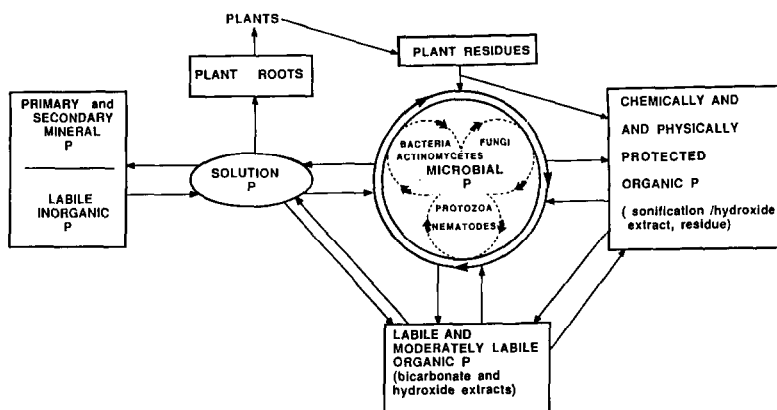 PLANTS
PLANT RESIDUES
PLANT ROOTS
PRIMARY and
SECONDARY
MINERAL
P
LABILE
INORGANIC
P
SOLUTION
P
BACTERIA
ACTINOMYCETES
FUNGI
MICROBIAL
P
PROTOZOA
NEMATODES
CHEMICALLY AND
AND PHYSICALLY
PROTECTED
ORGANIC P
( sonification /hydroxide
extract, residue)
LABILE AND
MODERATELY LABILE
ORGANIC P
(bicarbonate and
hydroxide extracts)